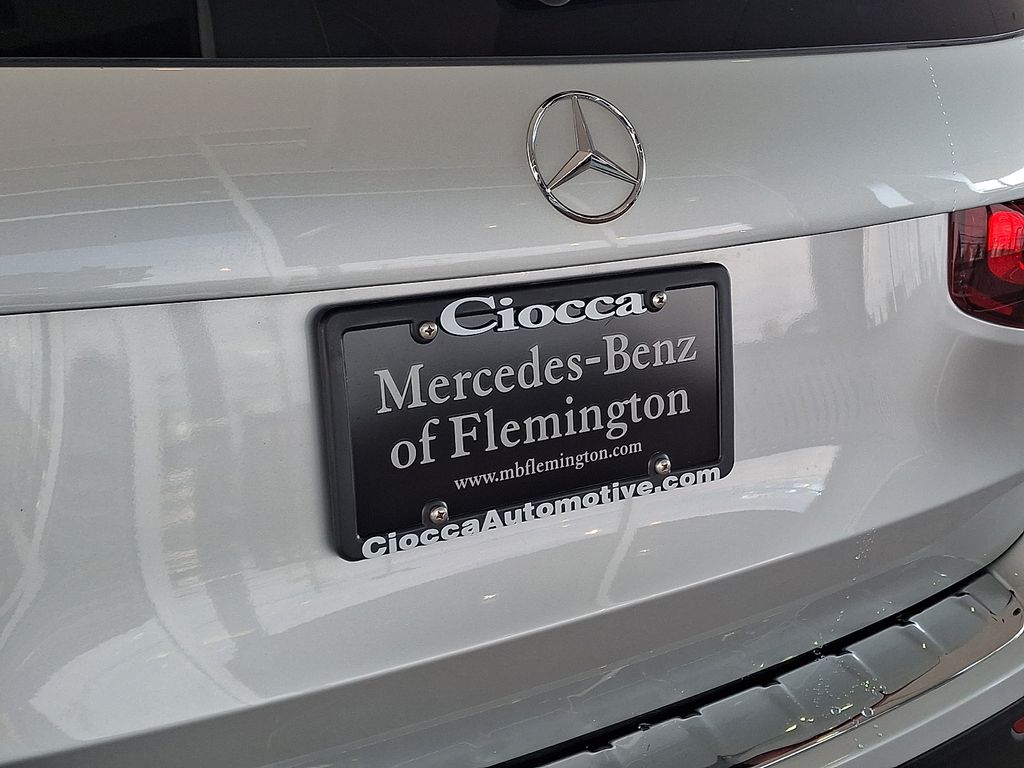 Ciocca
Mercedes-Benz
of Flemington
www.mbflemington.com
CioccaAutomotive.com